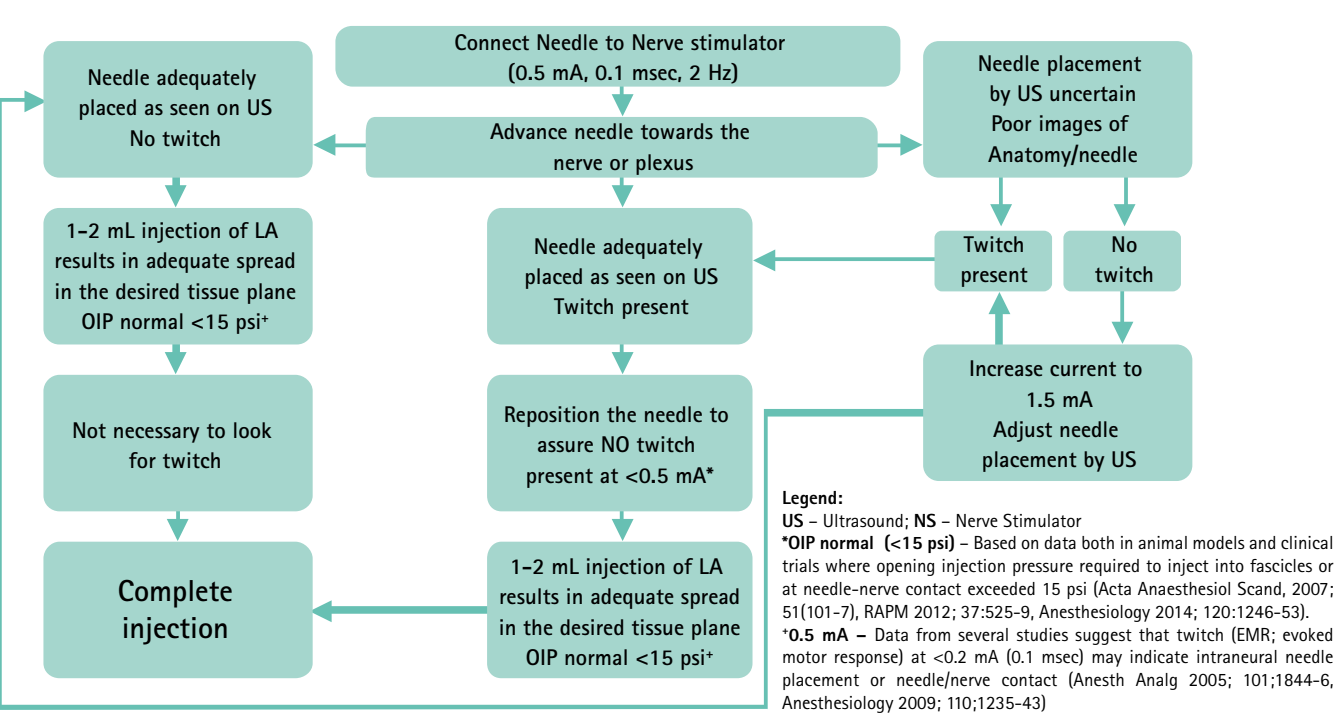 Connect Needle to Nerve stimulator
(0.5 mA, 0.1 msec, 2 Hz)
Advance needle towards the
nerve or plexus
Needle adequately
placed as seen on US
No twitch
1-2 mL injection of LA
results in adequate spread
in the desired tissue plane
OIP normal <15 psi⁺
Not necessary to look
for twitch
Complete
injection
Needle adequately
placed as seen on US
Twitch present
Reposition the needle to
assure NO twitch
present at <0.5 mA*
1-2 mL injection of LA
results in adequate spread
in the desired tissue plane
OIP normal <15 psi⁺
Needle placement
by US uncertain
Poor images of
Anatomy/needle
Twitch
present
No
twitch
Increase current to
1.5 mA
Adjust needle
placement by US
Legend:
US – Ultrasound; NS – Nerve Stimulator
*OIP normal (<15 psi) – Based on data both in animal models and clinical
trials where opening injection pressure required to inject into fascicles or
at needle-nerve contact exceeded 15 psi (Acta Anaesthesiol Scand, 2007;
51(101-7), RAPM 2012; 37:525-9, Anesthesiology 2014; 120:1246-53).
⁺0.5 mA – Data from several studies suggest that twitch (EMR; evoked
motor response) at <0.2 mA (0.1 msec) may indicate intraneural needle
placement or needle/nerve contact (Anesth Analg 2005; 101;1844-6,
Anesthesiology 2009; 110;1235-43)